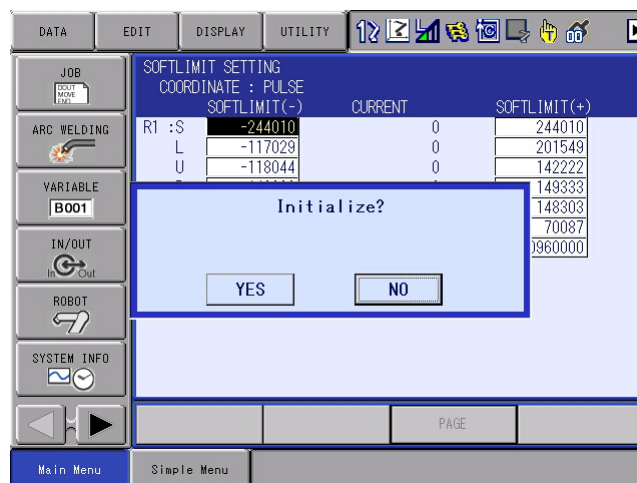 DATA EDIT DISPLAY UTILITY
JOB
DOUT
MOVE
END
ARC WELDING
VARIABLE
B001
IN/OUT
In Out
ROBOT
SYSTEM INFO
SOFTLIMIT SETTING
COORDINATE : PULSE
SOFTLIMIT(-) CURRENT SOFTLIMIT(+)
R1 :S -244010 0 244010
L -117029 0 201549
U -118044 0 142222
149333
148303
70087
0960000
Initialize?
YES NO
PAGE
Main Menu Simple Menu